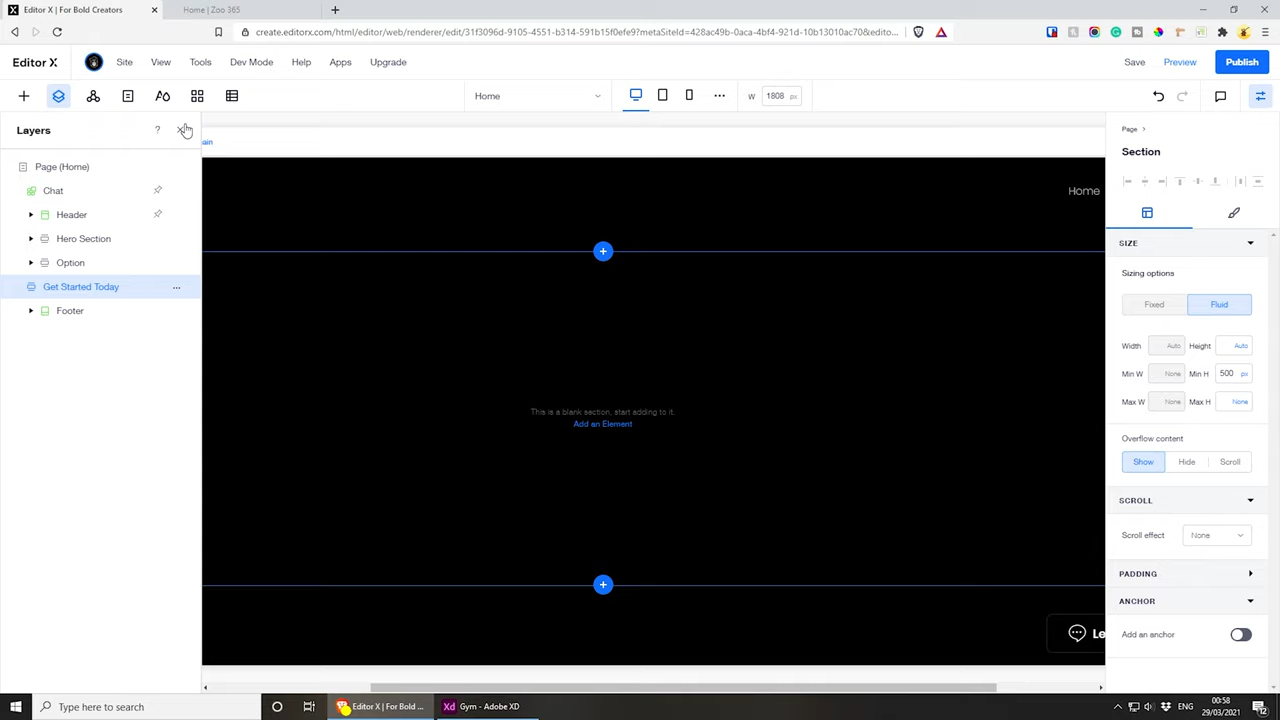 Editor X | For Bold Creators
Home | Zoo 365
create.editorx.com/html/editor/web/renderer/edit/31f3096d-9105-4551-b314-591b15f0efe9?metaSiteId=428ac49b-0aca-4bf4-921d-10b13010ac70&edito...
Editor X
Site
View
Tools
Dev Mode
Help
Apps
Upgrade
Save
Preview
Publish
Home
W
1808
px
Layers
?
Page (Home)
Chat
Header
Hero Section
Option
Get Started Today
Footer
ain
Home
This is a blank section, start adding to it.
Add an Element
Le
Page
Section
SIZE
Sizing options
Fixed
Fluid
Width
Auto
Height
Auto
Min W
None
Min H
500
px
Max W
None
Max H
None
Overflow content
Show
Hide
Scroll
SCROLL
Scroll effect
None
PADDING
ANCHOR
Add an anchor
Type here to search
Editor X | For Bold ...
Gym - Adobe XD
ENG
00:58
29/03/2021